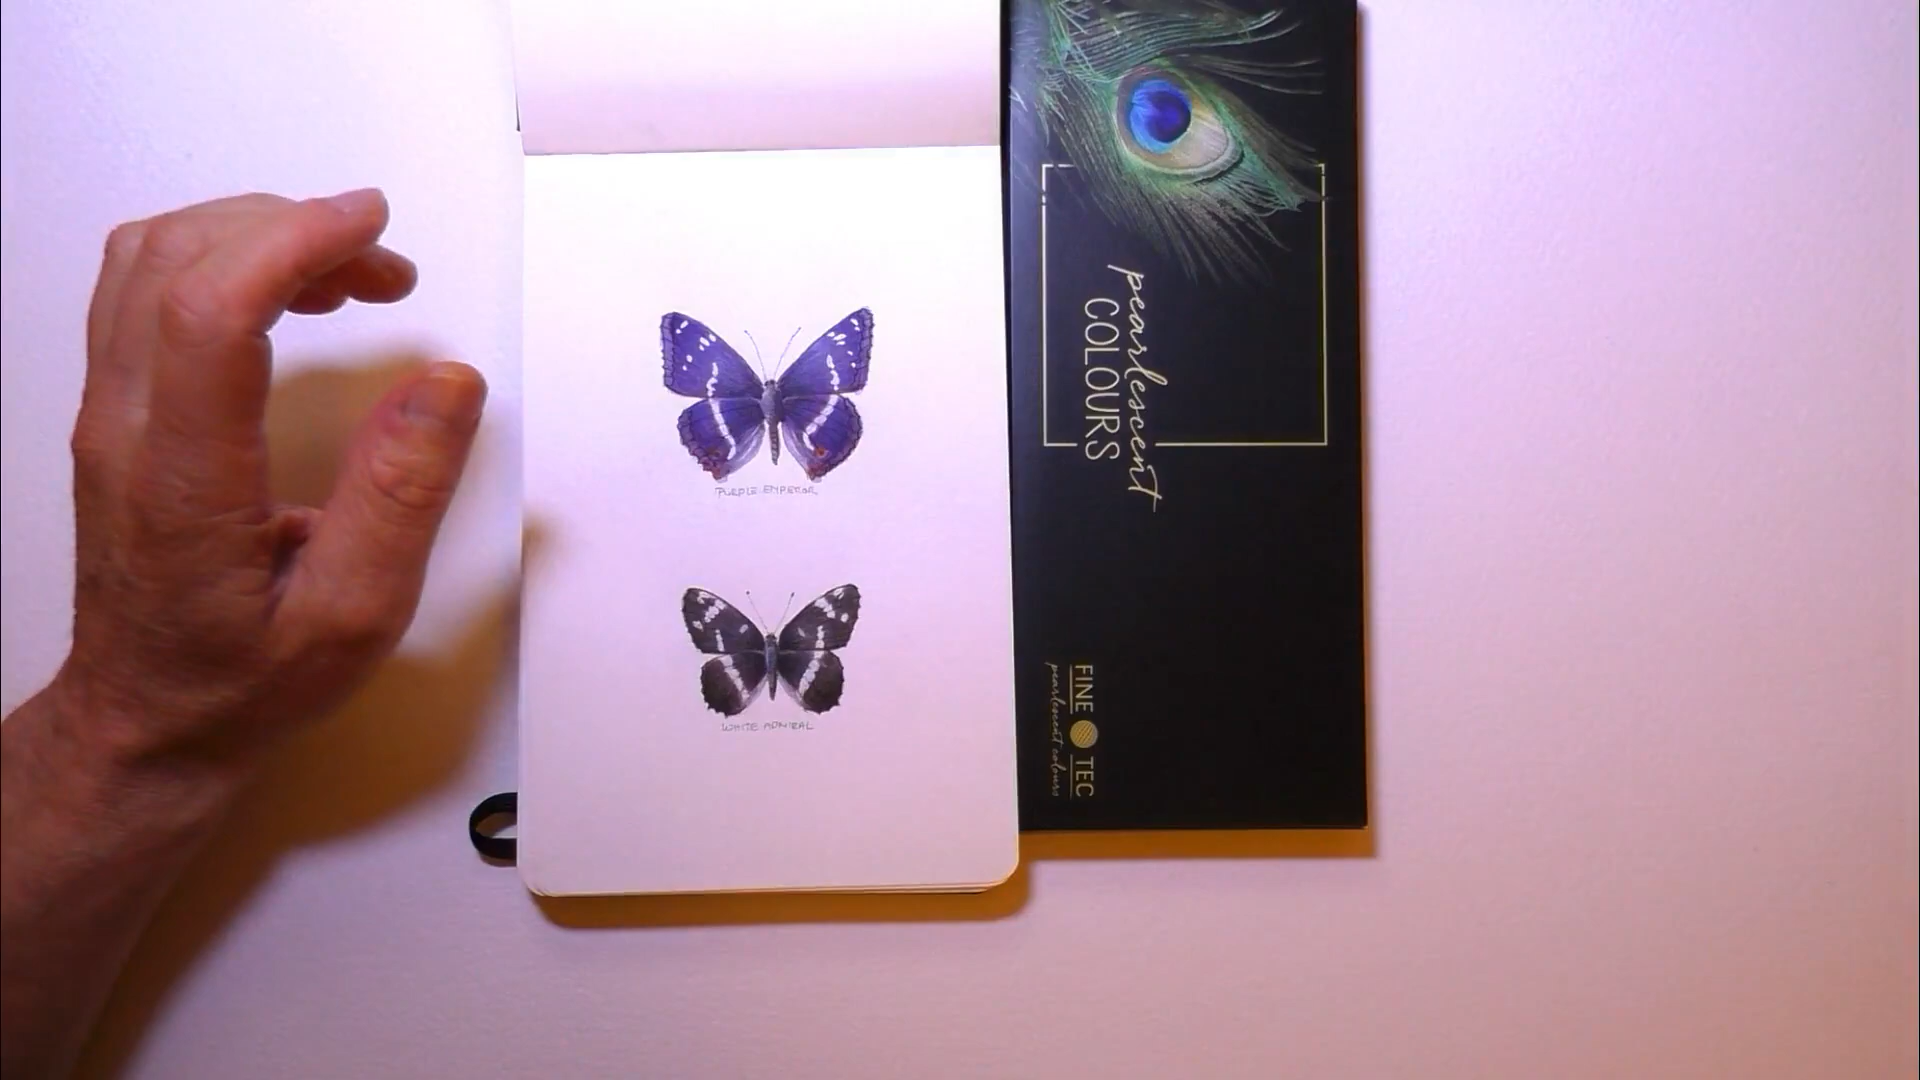 PURPLE EMPEROR
WHITE ADMIRAL
pearlescent
COLOURS
FINE TEC
pearlescent colours